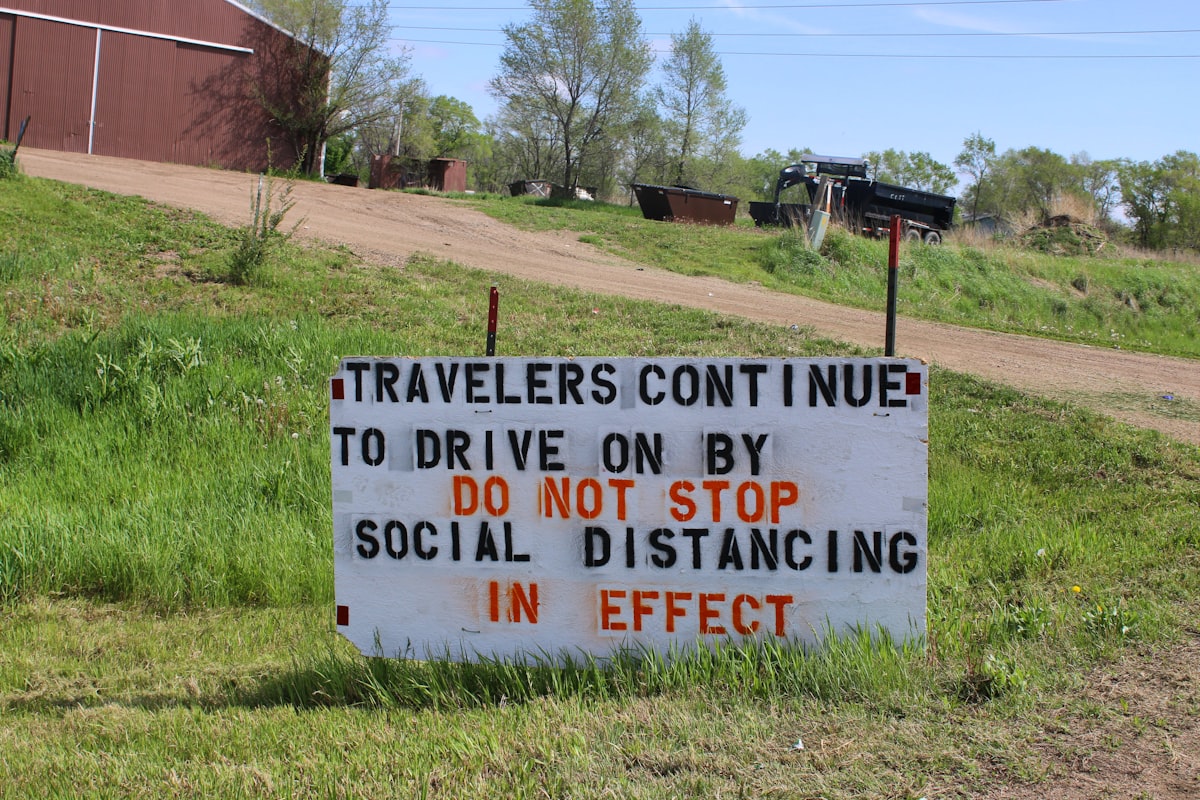 TRAVELERS CONTINUE
TO DRIVE ON BY
DO NOT STOP
SOCIAL DISTANCING
IN EFFECT